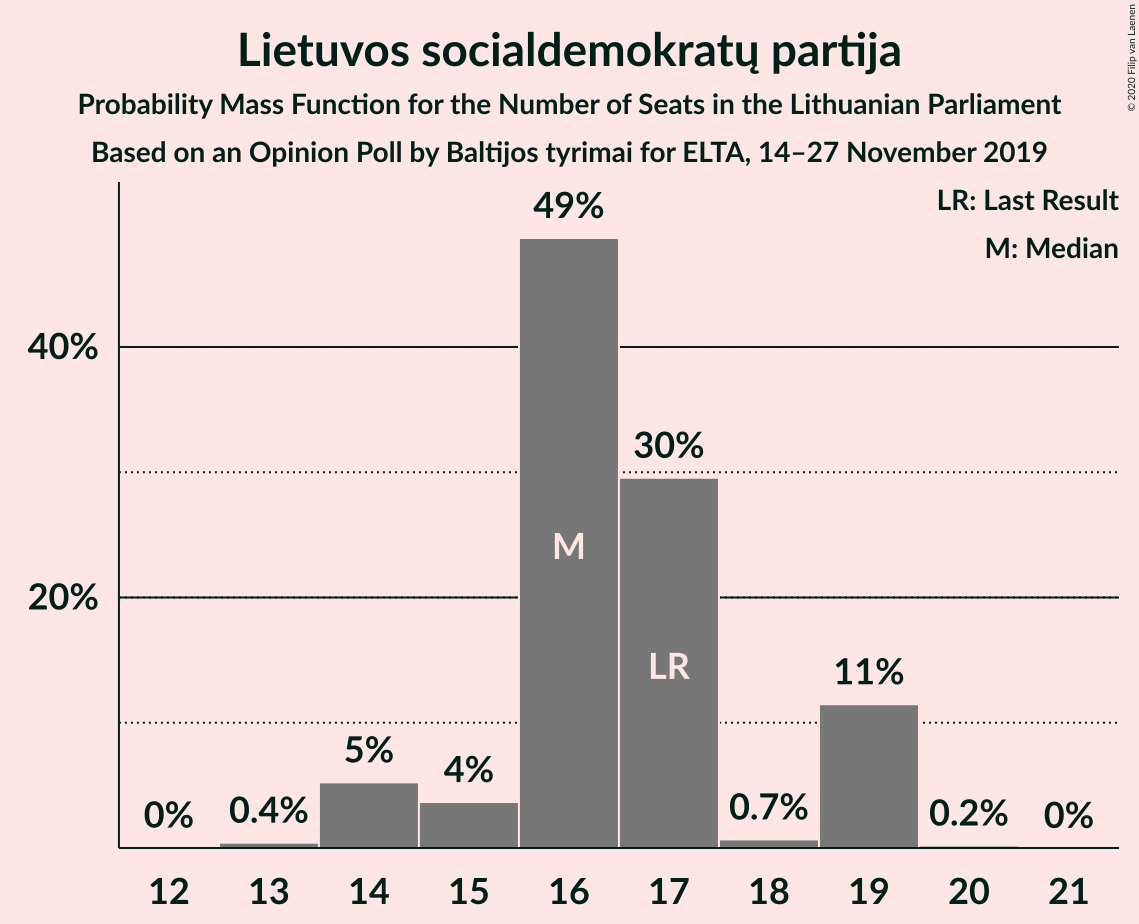 Lietuvos socialdemokratų partija
Probability Mass Function for the Number of Seats in the Lithuanian Parliament
Based on an Opinion Poll by Baltijos tyrimai for ELTA, 14–27 November 2019
© 2020 Filip van Laenen
LR: Last Result
M: Median
49%
40%
30%
M
20%
LR
11%
5%
4%
0%
0.4%
0.7%
0.2%
0%
12 13 14 15 16 17 18 19 20 21